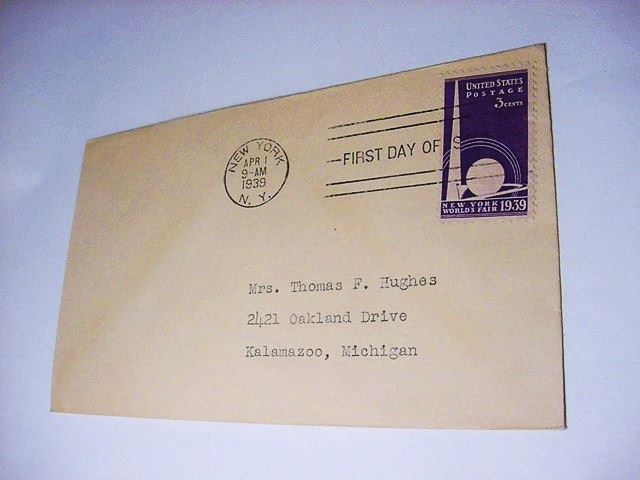 UNITED STATES
POSTAGE
3 CENTS
NEW YORK
APR 1
9-AM
1939
N. Y.
FIRST DAY OF
NEW YORK
WORLD'S FAIR 1939
Mrs. Thomas F. Hughes
2421 Oakland Drive
Kalamazoo, Michigan